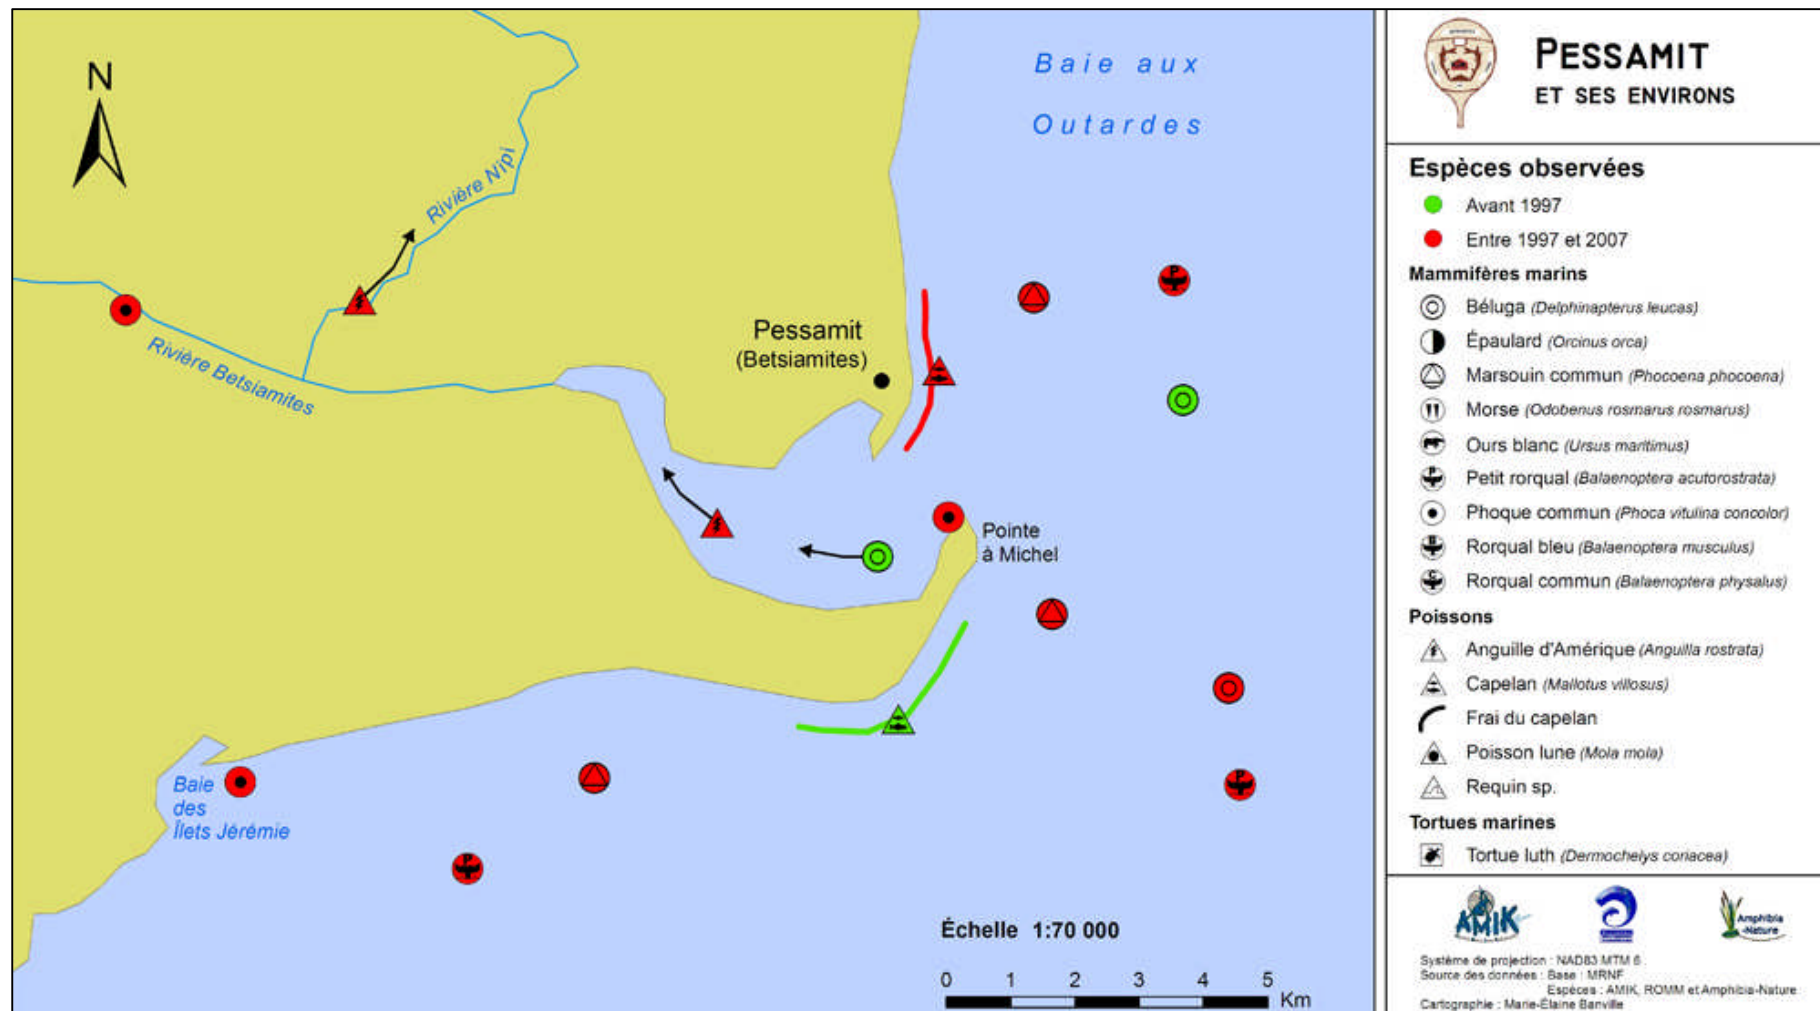 N
Baie aux
Outardes
Rivière Nipi
Rivière Betsiamites
Pessamit
(Betsiamites)
Pointe
à Michel
Baie
des
Îlets Jérémie
Échelle 1:70 000
0 1 2 3 4 5
Km
PESSAMIT
ET SES ENVIRONS
Espèces observées
Avant 1997
Entre 1997 et 2007
Mammifères marins
Béluga (Delphinapterus leucas)
Épaulard (Orcinus orca)
Marsouin commun (Phocoena phocoena)
Morse (Odobenus rosmarus rosmarus)
Ours blanc (Ursus maritimus)
Petit rorqual (Balaenoptera acutorostrata)
Phoque commun (Phoca vitulina concolor)
Rorqual bleu (Balaenoptera musculus)
Rorqual commun (Balaenoptera physalus)
Poissons
Anguille d'Amérique (Anguilla rostrata)
Capelan (Mallotus villosus)
Frai du capelan
Poisson lune (Mola mola)
Requin sp.
Tortues marines
Tortue luth (Dermochelys coriacea)
AMIK
Amphibia
-Nature
Système de projection : NAD83 MTM 6
Source des données : Base : MRNF
Espèces : AMIK, ROMM et Amphibia-Nature
Cartographie : Marie-Élaine Banville